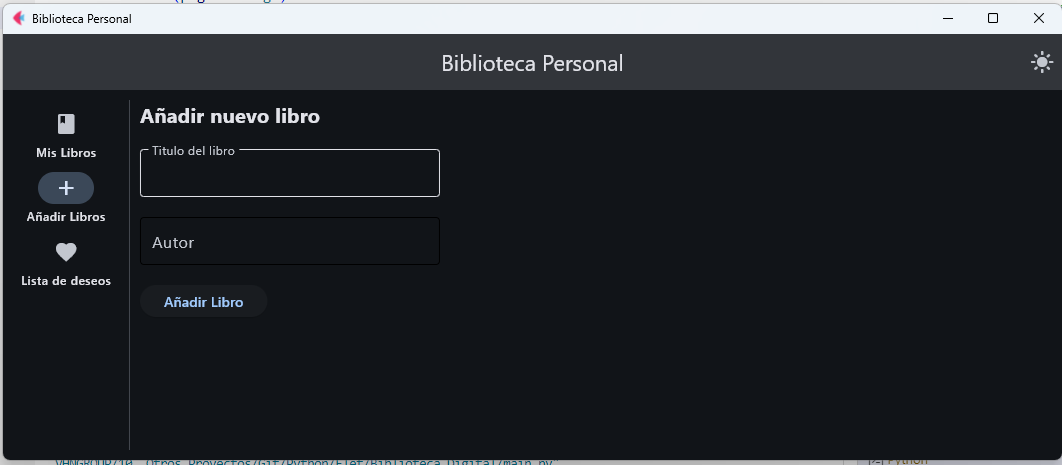 Biblioteca Personal
Biblioteca Personal
Mis Libros
Añadir Libros
Lista de deseos
Añadir nuevo libro
Titulo del libro
Autor
Añadir Libro